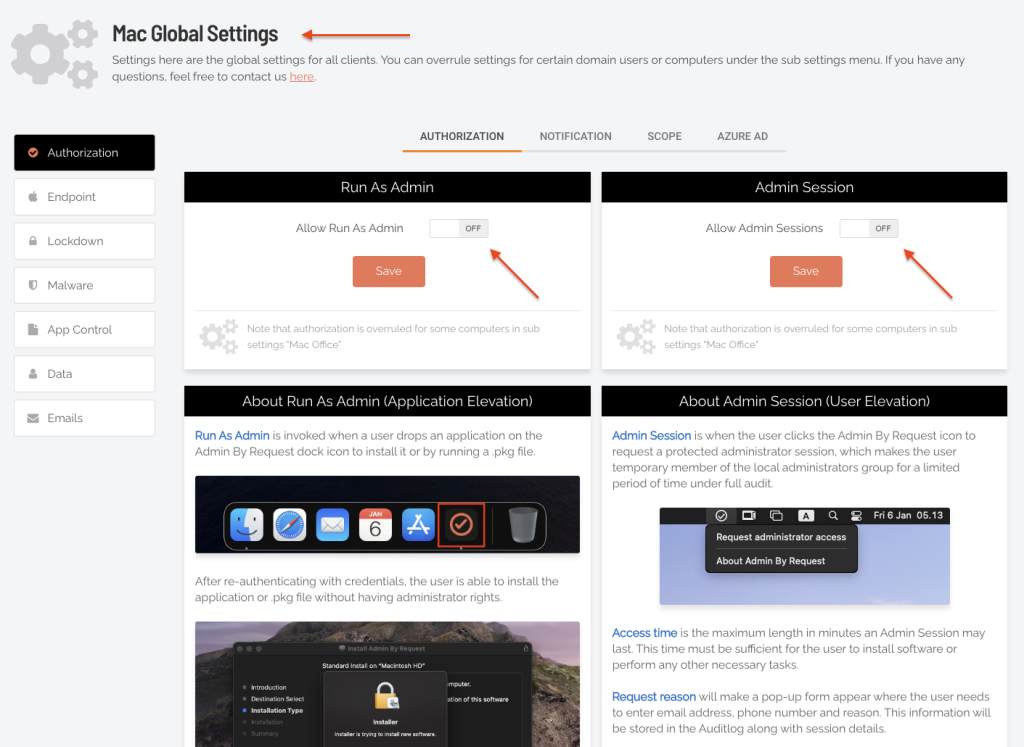 Mac Global Settings
Settings here are the global settings for all clients. You can overrule settings for certain domain users or computers under the sub settings menu. If you have any
questions, feel free to contact us here.
AUTHORIZATION NOTIFICATION SCOPE AZURE AD
Authorization
Endpoint
Lockdown
Malware
App Control
Data
Emails
Run As Admin
Allow Run As Admin OFF
Save
Note that authorization is overruled for some computers in sub
settings "Mac Office"
Admin Session
Allow Admin Sessions OFF
Save
Note that authorization is overruled for some computers in sub
settings "Mac Office"
About Run As Admin (Application Elevation)
Run As Admin is invoked when a user drops an application on the
Admin By Request dock icon to install it or by running a .pkg file.
JAN
6
After re-authenticating with credentials, the user is able to install the
application or .pkg file without having administrator rights.
Install Admin By Request
Standard Install on "Macintosh HD"
Introduction
Destination Select
Installation Type
Installation
Summary
mputer.
ation of this software
Installer
Installer is trying to install new software.
About Admin Session (User Elevation)
Admin Session is when the user clicks the Admin By Request icon to
request a protected administrator session, which makes the user
temporary member of the local administrators group for a limited
period of time under full audit.
A Fri 6 Jan 05.13
Request administrator access
About Admin By Request
Access time is the maximum length in minutes an Admin Session may
last. This time must be sufficient for the user to install software or
perform any other necessary tasks.
Request reason will make a pop-up form appear where the user needs
to enter email address, phone number and reason. This information will
be stored in the Auditlog along with session details.